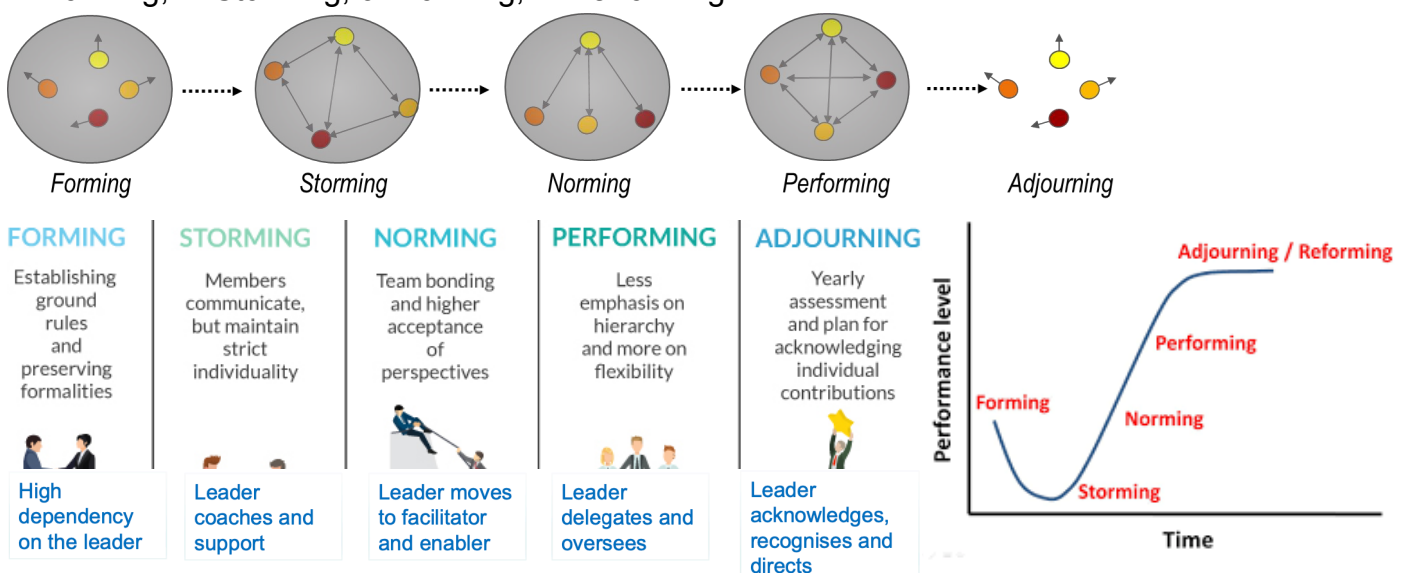 Forming
Storming
Norming
Performing
Adjourning
FORMING
Establishing
ground
rules
and
preserving
formalities
High
dependency
on the leader
STORMING
Members
communicate,
but maintain
strict
individuality
Leader
coaches and
support
NORMING
Team bonding
and higher
acceptance
of
perspectives
Leader moves
to facilitator
and enabler
PERFORMING
Less
emphasis on
hierarchy
and more on
flexibility
Leader
delegates and
oversees
ADJOURNING
Yearly
assessment
and plan for
acknowledging
individual
contributions
Leader
acknowledges,
recognises and
directs
Performance level
Adjourning / Reforming
Performing
Forming
Norming
Storming
Time